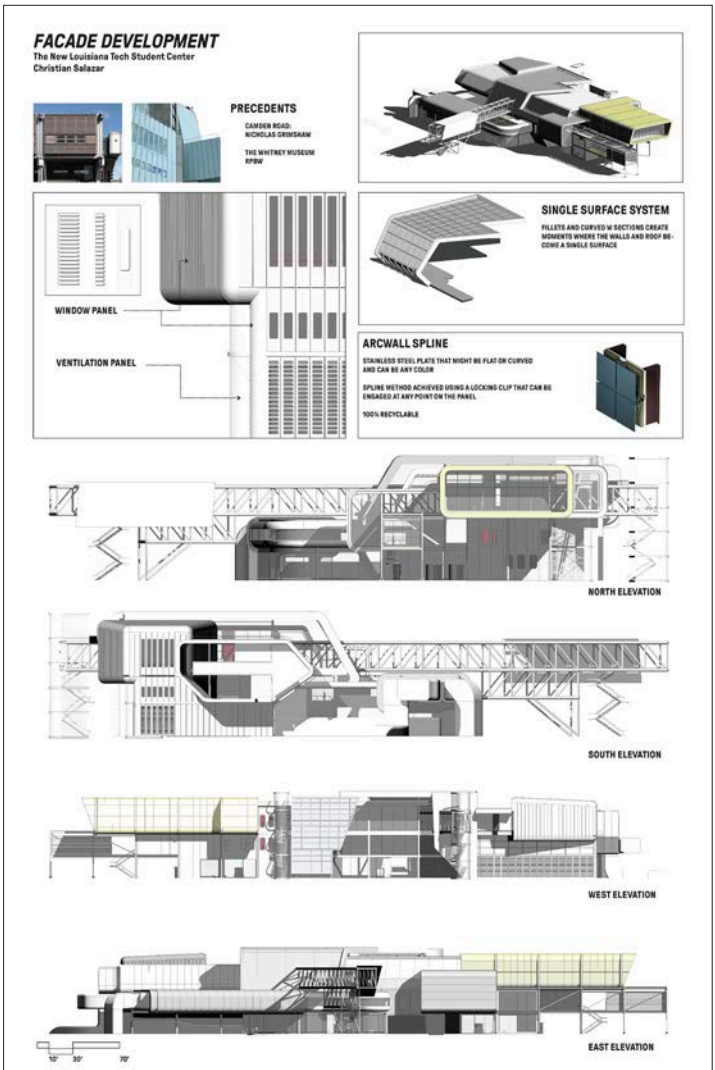 FACADE DEVELOPMENT
The New Louisiana Tech Student Center
Christian Salazar
PRECEDENTS
CAMDEN ROAD:
NICHOLAS GRIMSHAW
THE WHITNEY MUSEUM
RPBW
WINDOW PANEL
VENTILATION PANEL
SINGLE SURFACE SYSTEM
FILLETS AND CURVED W SECTIONS CREATE
MOMENTS WHERE THE WALLS AND ROOF BE-
COME A SINGLE SURFACE
ARCWALL SPLINE
STAINLESS STEEL PLATE THAT MIGHT BE FLAT OR CURVED
AND CAN BE ANY COLOR
SPLINE METHOD ACHIEVED USING A LOCKING CLIP THAT CAN BE
ENGAGED AT ANY POINT ON THE PANEL
100% RECYCLABLE
NORTH ELEVATION
SOUTH ELEVATION
WEST ELEVATION
EAST ELEVATION
10' 30' 70'